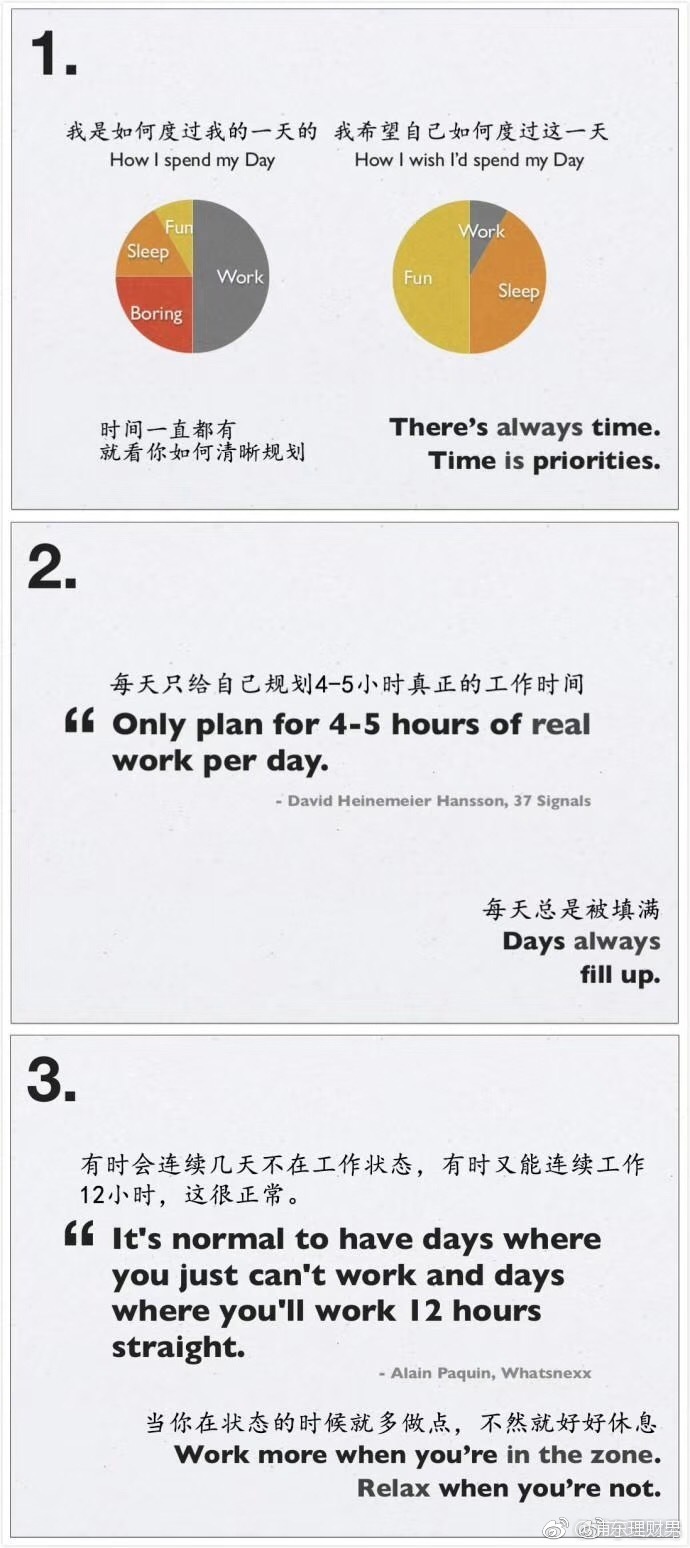 1.
我是如何度过我的一天的 我希望自己如何度过这一天
How I spend my Day
How I wish I'd spend my Day
Fun
Sleep
Work
Boring
Work
Fun
Sleep
时间一直都有
就看你如何清晰规划
There's always time.
Time is priorities.
2.
每天只给自己规划4-5小时真正的工作时间
“ Only plan for 4-5 hours of real
work per day.
- David Heinemeier Hansson, 37 Signals
每天总是被填满
Days always
fill up.
3.
有时会连续几天不在工作状态，有时又能连续工作
12小时，这很正常。
“ It's normal to have days where
you just can't work and days
where you'll work 12 hours
straight.
- Alain Paquin, Whatsnexx
当你在状态的时候就多做点，不然就好好休息
Work more when you're in the zone.
Relax when you're not.
浦东理财男